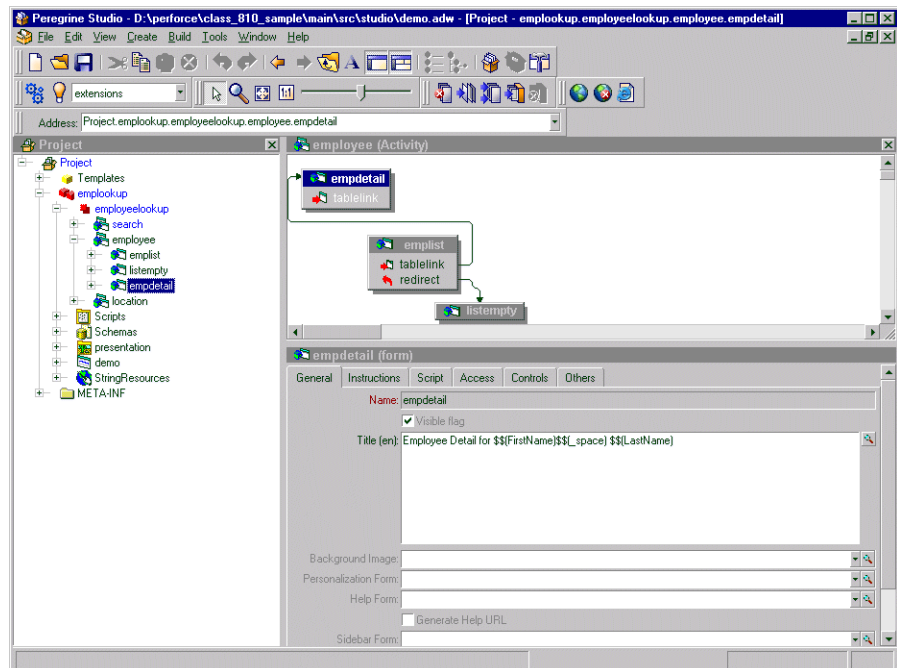 Peregrine Studio - D:\perforce\class_810_sample\main\src\studio\demo.adw - [Project - emplookup.employeelookup.employee.empdetail]
File Edit View Create Build Tools Window Help
extensions
1:1
Address: Project.emplookup.employeelookup.employee.empdetail
Project
Project
Templates
emplookup
employeelookup
search
employee
emplist
listempty
empdetail
location
Scripts
Schemas
presentation
demo
StringResources
META-INF
employee (Activity)
empdetail
tablelink
emplist
tablelink
redirect
listempty
empdetail (form)
General Instructions Script Access Controls Others
Name: empdetail
Visible flag
Title (en): Employee Detail for $$(FirstName)$$(_space) $$(LastName)
Background Image:
Personalization Form:
Help Form:
Generate Help URL
Sidebar Form: